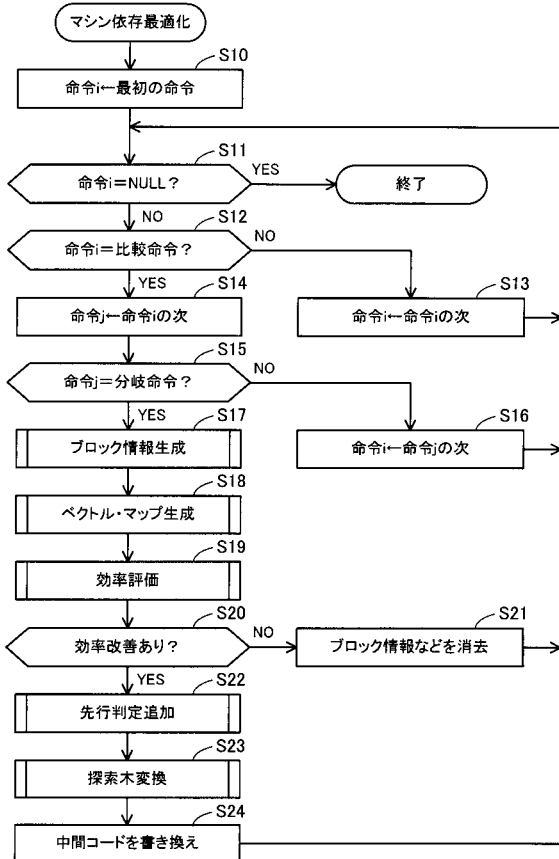 マシン依存最適化
S10
命令i←最初の命令
S11
命令i=NULL?
YES
終了
NO
S12
命令i=比較命令?
NO
YES
S14
S13
命令j←命令iの次
命令i←命令iの次
S15
命令j=分岐命令?
NO
YES
S17
S16
ブロック情報生成
命令i←命令jの次
S18
ベクトル・マップ生成
S19
効率評価
S20
S21
効率改善あり?
NO
ブロック情報などを消去
YES
S22
先行判定追加
S23
探索木変換
S24
中間コードを書き換え